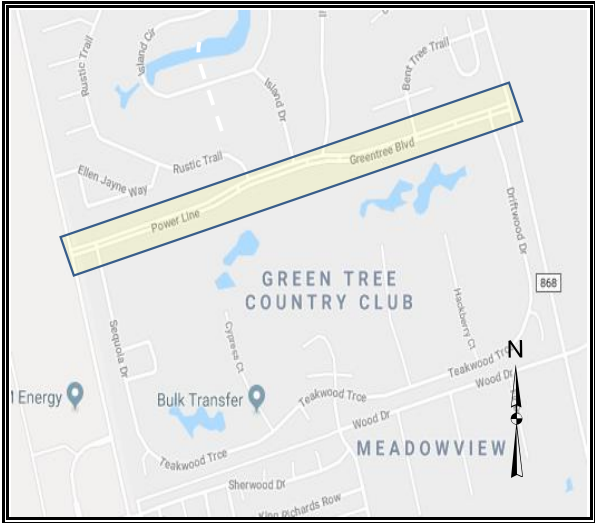 Rustic Trail
Island Cir
Island Dr
Bent Tree Trail
Ellen Jayne Way
Rustic Trail
Greentree Blvd
Power Line
Driftwood Dr
GREEN TREE
COUNTRY CLUB
868
Sequoia Dr
Cypress Ct
Hackberry Ct
N
Energy
Bulk Transfer
Teakwood Trce
Teakwood Trce
Wood Dr
Wood Dr
MEADOWVIEW
Teakwood Trce
Sherwood Dr
King Richards Row